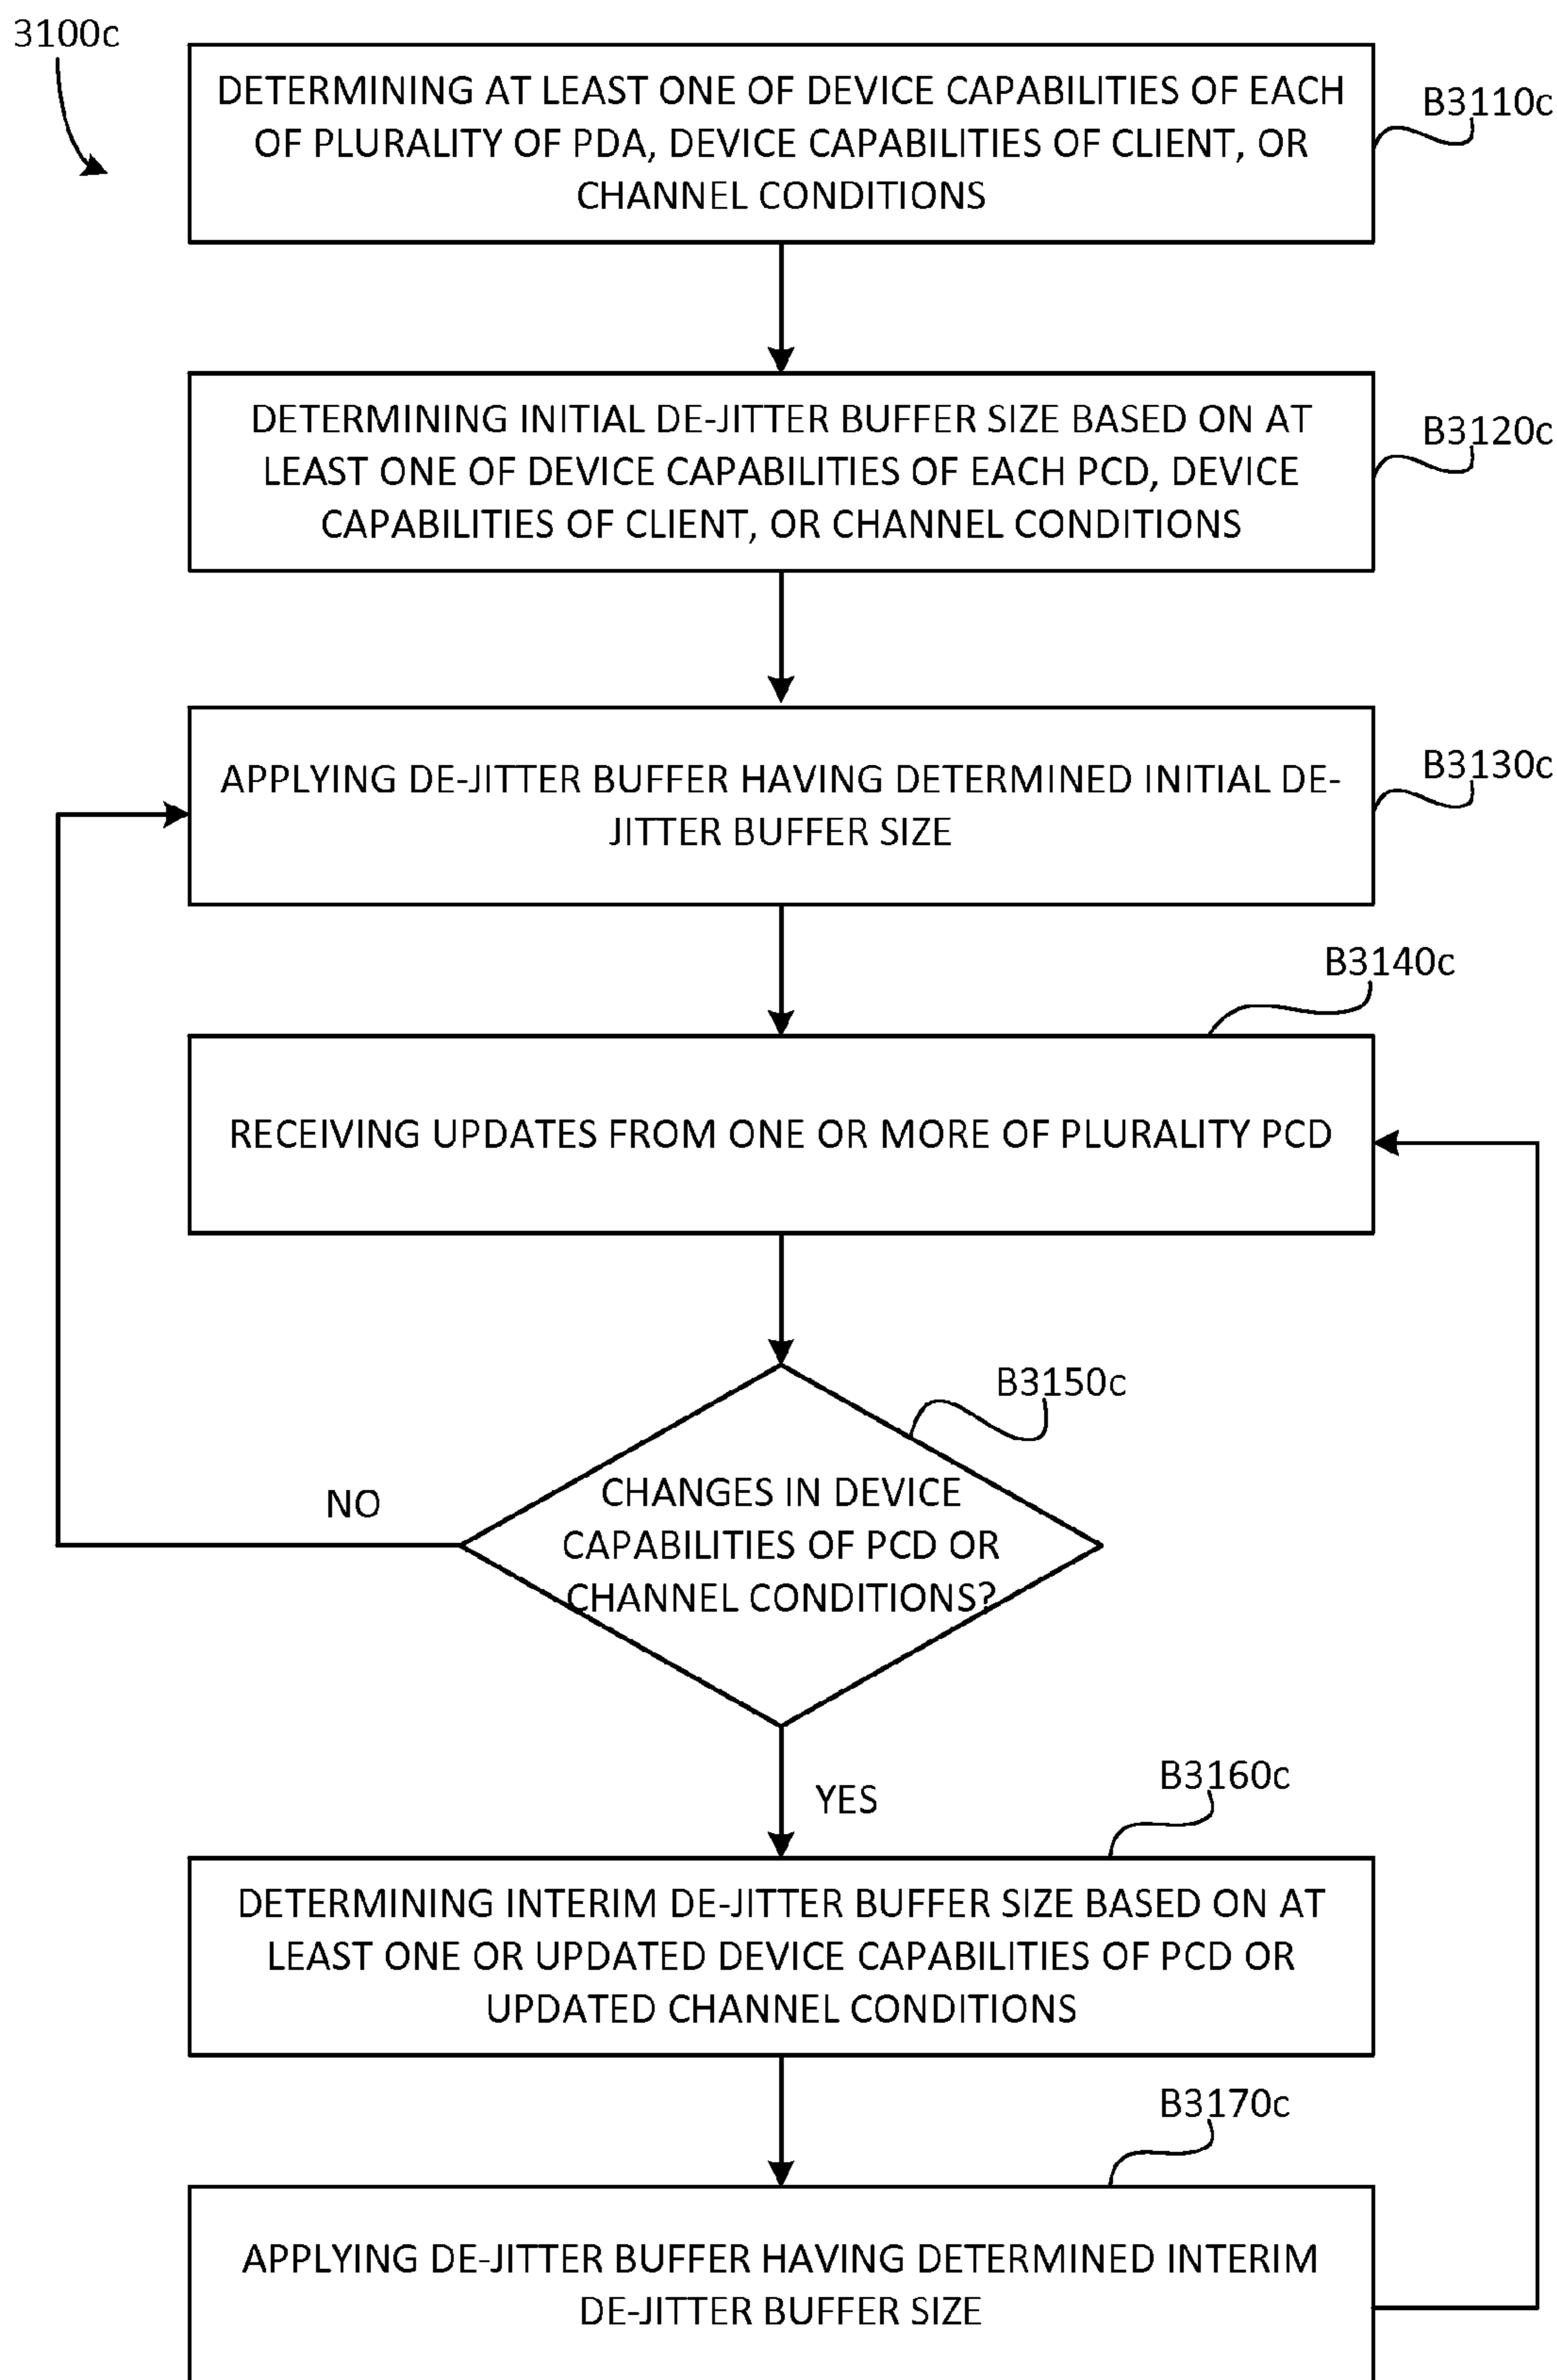 3100c
DETERMINING AT LEAST ONE OF DEVICE CAPABILITIES OF EACH
OF PLURALITY OF PDA, DEVICE CAPABILITIES OF CLIENT, OR
CHANNEL CONDITIONS
B3110c
DETERMINING INITIAL DE-JITTER BUFFER SIZE BASED ON AT
LEAST ONE OF DEVICE CAPABILITIES OF EACH PCD, DEVICE
CAPABILITIES OF CLIENT, OR CHANNEL CONDITIONS
B3120c
APPLYING DE-JITTER BUFFER HAVING DETERMINED INITIAL DE-
JITTER BUFFER SIZE
B3130c
B3140c
RECEIVING UPDATES FROM ONE OR MORE OF PLURALITY PCD
B3150c
CHANGES IN DEVICE
CAPABILITIES OF PCD OR
CHANNEL CONDITIONS?
NO
YES
B3160c
DETERMINING INTERIM DE-JITTER BUFFER SIZE BASED ON AT
LEAST ONE OR UPDATED DEVICE CAPABILITIES OF PCD OR
UPDATED CHANNEL CONDITIONS
B3170c
APPLYING DE-JITTER BUFFER HAVING DETERMINED INTERIM
DE-JITTER BUFFER SIZE